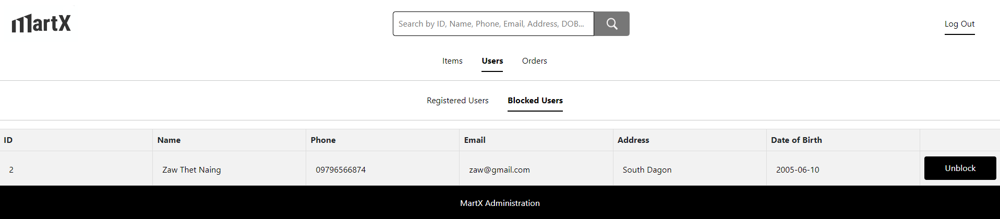 MartX
Search by ID, Name, Phone, Email, Address, DOB...
Log Out
Items Users Orders
Registered Users Blocked Users
ID Name Phone Email Address Date of Birth
2 Zaw Thet Naing 09796566874 zaw@gmail.com South Dagon 2005-06-10 Unblock
MartX Administration